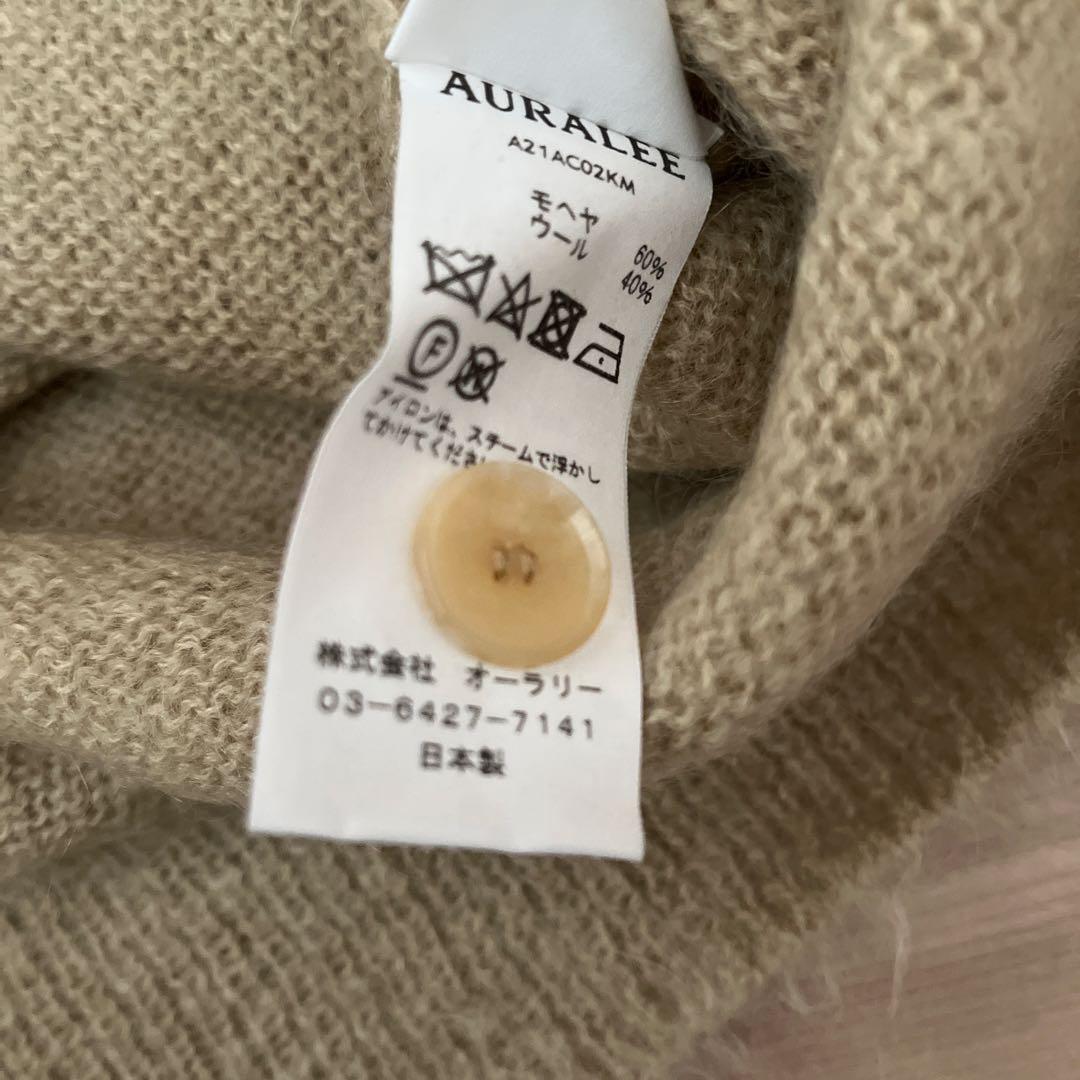 AURALEE
A21AC02KM
モヘヤ 60%
ウール 40%
F
W
アイロンは、スチームで浮かし
てかけてくださ
株式会社 オーラリー
03-6427-7141
日本製